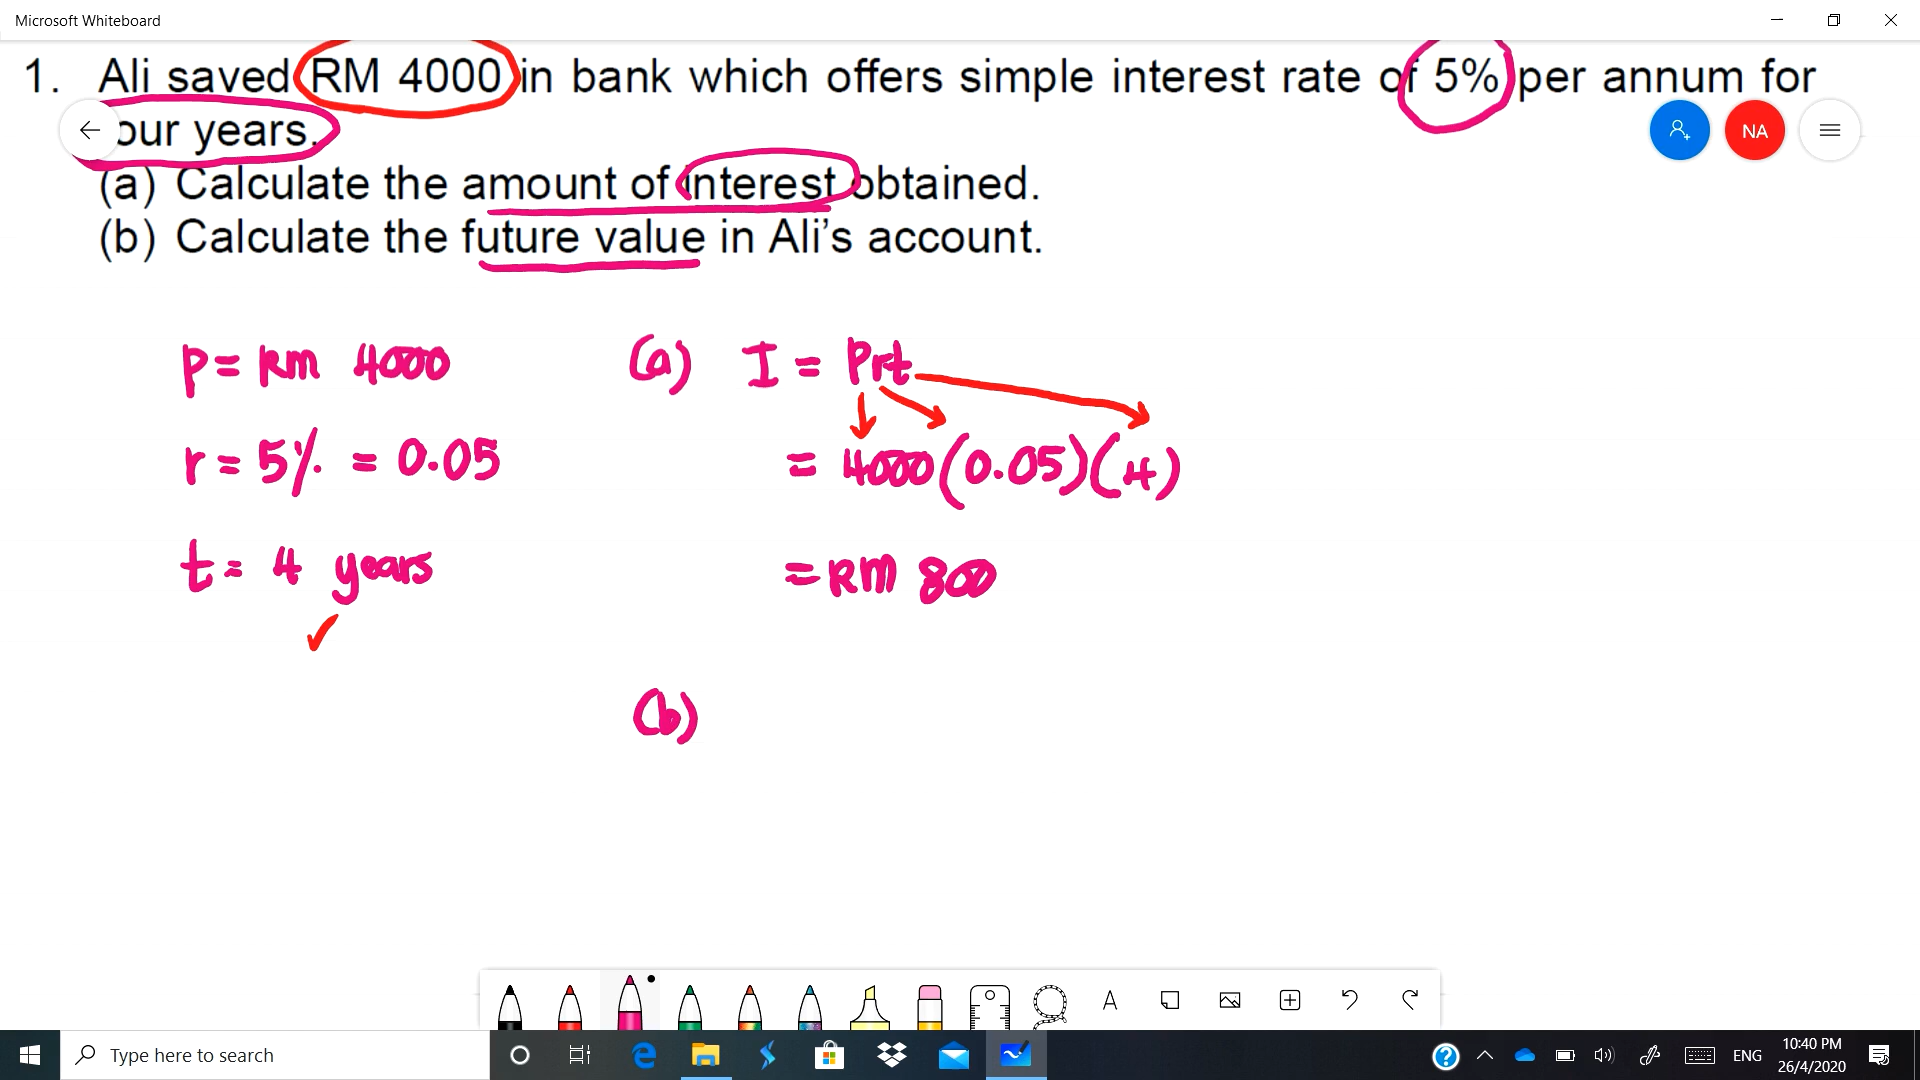 Microsoft Whiteboard
1. Ali saved RM 4000 in bank which offers simple interest rate of 5% per annum for
our years.
NA
(a) Calculate the amount of interest obtained.
(b) Calculate the future value in Ali's account.
P = RM 4000
(a) I = Prt
r = 5% = 0.05
= 4000(0.05)(4)
t = 4 years
= RM 800
(b)
A
Type here to search
ENG
10:40 PM
26/4/2020